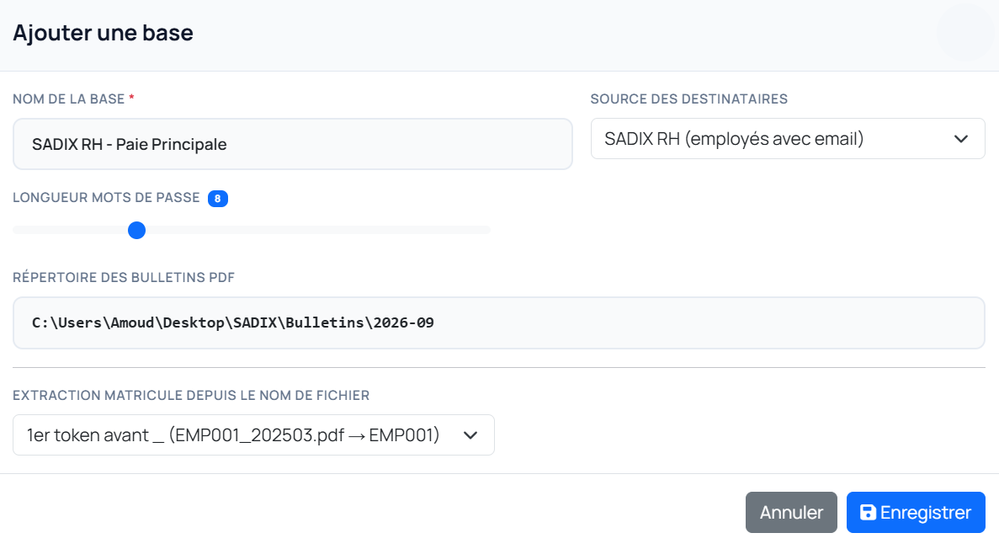 Ajouter une base
NOM DE LA BASE *
SOURCE DES DESTINATAIRES
SADIX RH - Paie Principale
SADIX RH (employés avec email)
LONGUEUR MOTS DE PASSE 8
RÉPERTOIRE DES BULLETINS PDF
C:\Users\Amoud\Desktop\SADIX\Bulletins\2026-09
EXTRACTION MATRICULE DEPUIS LE NOM DE FICHIER
1er token avant _ (EMP001_202503.pdf → EMP001)
Annuler
Enregistrer